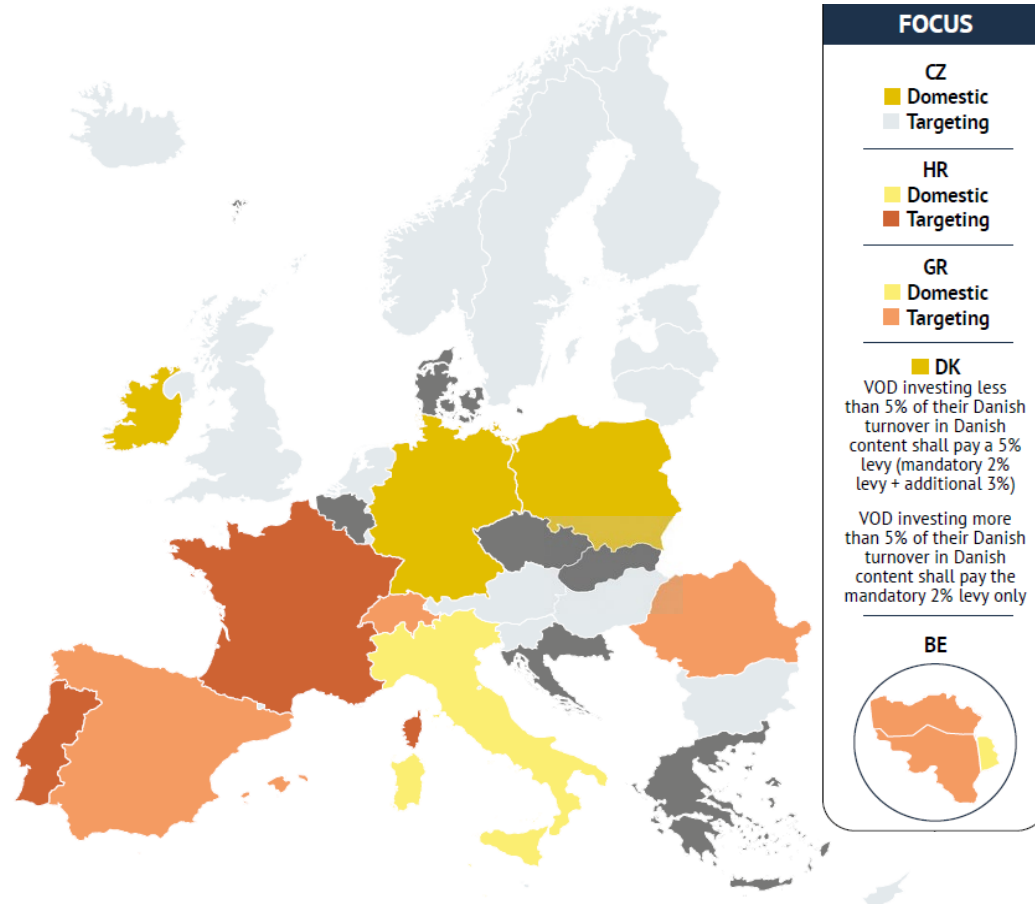 FOCUS
CZ
Domestic
Targeting
HR
Domestic
Targeting
GR
Domestic
Targeting
DK
VOD investing less
than 5% of their Danish
turnover in Danish
content shall pay a 5%
levy (mandatory 2%
levy + additional 3%)
VOD investing more
than 5% of their Danish
turnover in Danish
content shall pay the
mandatory 2% levy only
BE